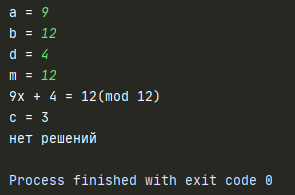 a = 9
b = 12
d = 4
m = 12
9x + 4 = 12(mod 12)
c = 3
нет решений
Process finished with exit code 0